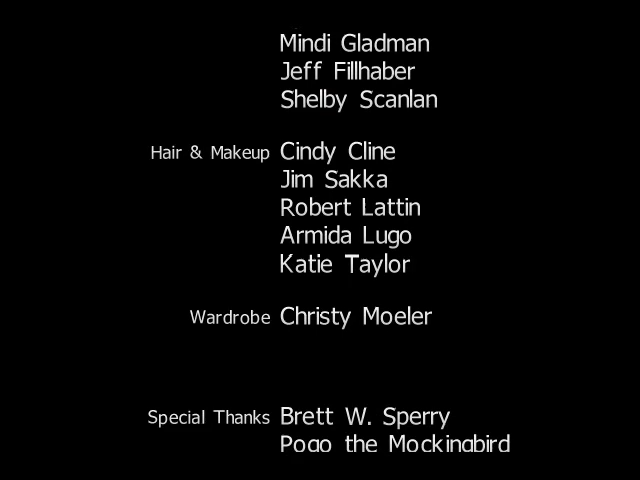 Mindi Gladman
Jeff Fillhaber
Shelby Scanlan
Hair & Makeup Cindy Cline
Jim Sakka
Robert Lattin
Armida Lugo
Katie Taylor
Wardrobe Christy Moeler
Special Thanks Brett W. Sperry
Pogo the Mockingbird